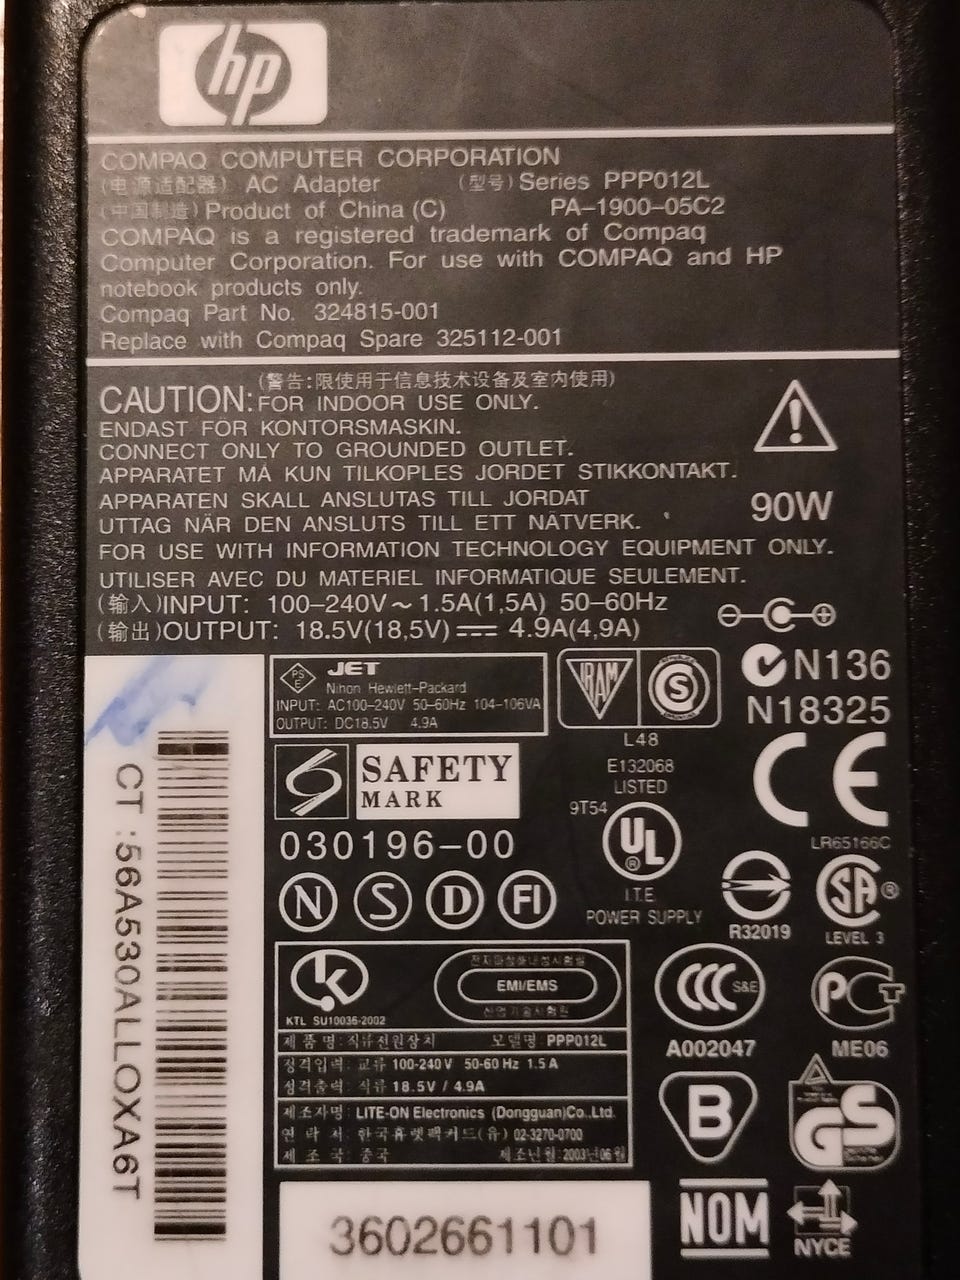 hp
COMPAQ COMPUTER CORPORATION
(电源适配器) AC Adapter (型号) Series PPP012L
(中国制造) Product of China (C) PA-1900-05C2
COMPAQ is a registered trademark of Compaq
Computer Corporation. For use with COMPAQ and HP
notebook products only.
Compaq Part No. 324815-001
Replace with Compaq Spare 325112-001
(警告:限使用于信息技术设备及室内使用)
CAUTION: FOR INDOOR USE ONLY.
ENDAST FÖR KONTORSMASKIN.
CONNECT ONLY TO GROUNDED OUTLET.
APPARATET MÅ KUN TILKOPLES JORDET STIKKONTAKT.
APPARATEN SKALL ANSLUTAS TILL JORDAT
UTTAG NÄR DEN ANSLUTS TILL ETT NÄTVERK.
90W
FOR USE WITH INFORMATION TECHNOLOGY EQUIPMENT ONLY.
UTILISER AVEC DU MATERIEL INFORMATIQUE SEULEMENT.
(输入)INPUT: 100-240V~1.5A(1,5A) 50-60Hz
(输出)OUTPUT: 18.5V(18,5V) ⎓ 4.9A(4,9A)
CT :56A530ALLOXA6T
PS E JET
Nihon Hewlett-Packard
INPUT: AC100-240V 50-60Hz 104-106VA
OUTPUT: DC18.5V 4.9A
IRAM
S
N136
N18325
L48
E132068
LISTED
9T54
UL ®
I.T.E.
POWER SUPPLY
CE
SAFETY
MARK
030196-00
N S D FI
LR65166C
SA ®
LEVEL 3
R32019
KTL SU10036-2002
EMI/EMS
제품명: 직류전원장치 모델명: PPP012L
정격입력: 교류 100-240V 50-60Hz 1.5A
정격출력: 직류 18.5V / 4.9A
제조자명: LITE-ON Electronics (Dongguan)Co.,Ltd.
연락처: 한국휴렛팩커드(유) 02-3270-0700
제조국: 중국 제조년월: 2003년06월
CCC S&E
A002047
PCT
ME06
B
GS
NOM
NYCE
3602661101